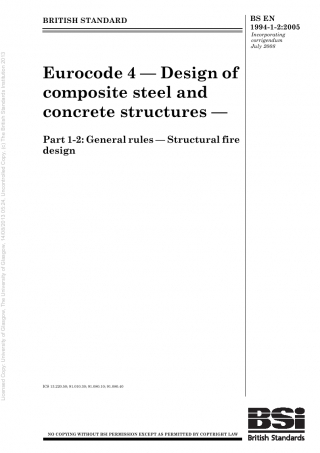 BRITISH STANDARD
BS EN
1994-1-2:2005
Incorporating
corrigendum
July 2008
Eurocode 4 — Design of
composite steel and
concrete structures —
Part 1-2: General rules — Structural fire
design
NO COPYING WITHOUT BSI PERMISSION EXCEPT AS PERMITTED BY COPYRIGHT LAW
BSi
British Standards